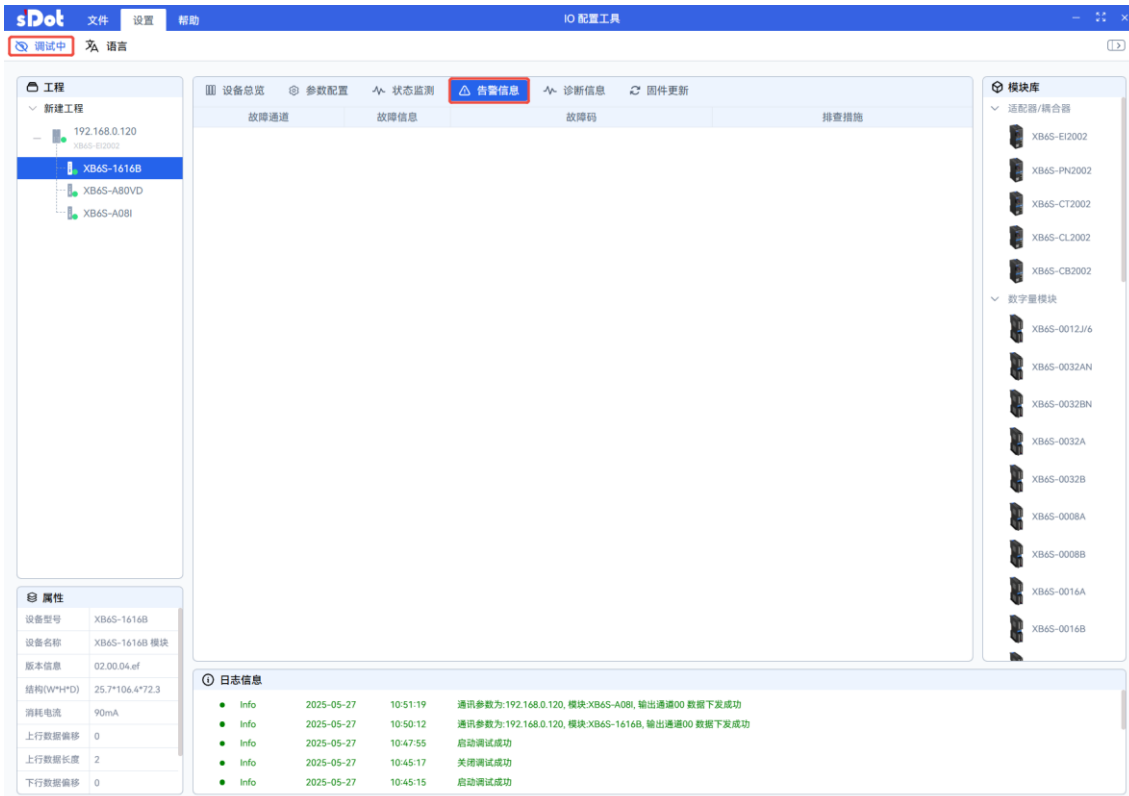 sDot 文件 设置 帮助 IO 配置工具
调试中 语言
工程
新建工程
192.168.0.120
XB6S-EI2002
XB6S-1616B
XB6S-A80VD
XB6S-A08I
设备总览 参数配置 状态监测 告警信息 诊断信息 固件更新
故障通道 故障信息 故障码 排查措施
模块库
适配器/耦合器
XB6S-EI2002
XB6S-PN2002
XB6S-CT2002
XB6S-CL2002
XB6S-CB2002
数字量模块
XB6S-0012J/6
XB6S-0032AN
XB6S-0032BN
XB6S-0032A
XB6S-0032B
XB6S-0008A
XB6S-0008B
XB6S-0016A
XB6S-0016B
属性
设备型号 XB6S-1616B
设备名称 XB6S-1616B 模块
版本信息 02.00.04.ef
结构(W*H*D) 25.7*106.4*72.3
消耗电流 90mA
上行数据偏移 0
上行数据长度 2
下行数据偏移 0
日志信息
Info 2025-05-27 10:51:19 通讯参数为:192.168.0.120, 模块:XB6S-A08I, 输出通道00 数据下发成功
Info 2025-05-27 10:50:12 通讯参数为:192.168.0.120, 模块:XB6S-1616B, 输出通道00 数据下发成功
Info 2025-05-27 10:47:55 启动调试成功
Info 2025-05-27 10:45:17 关闭调试成功
Info 2025-05-27 10:45:15 启动调试成功